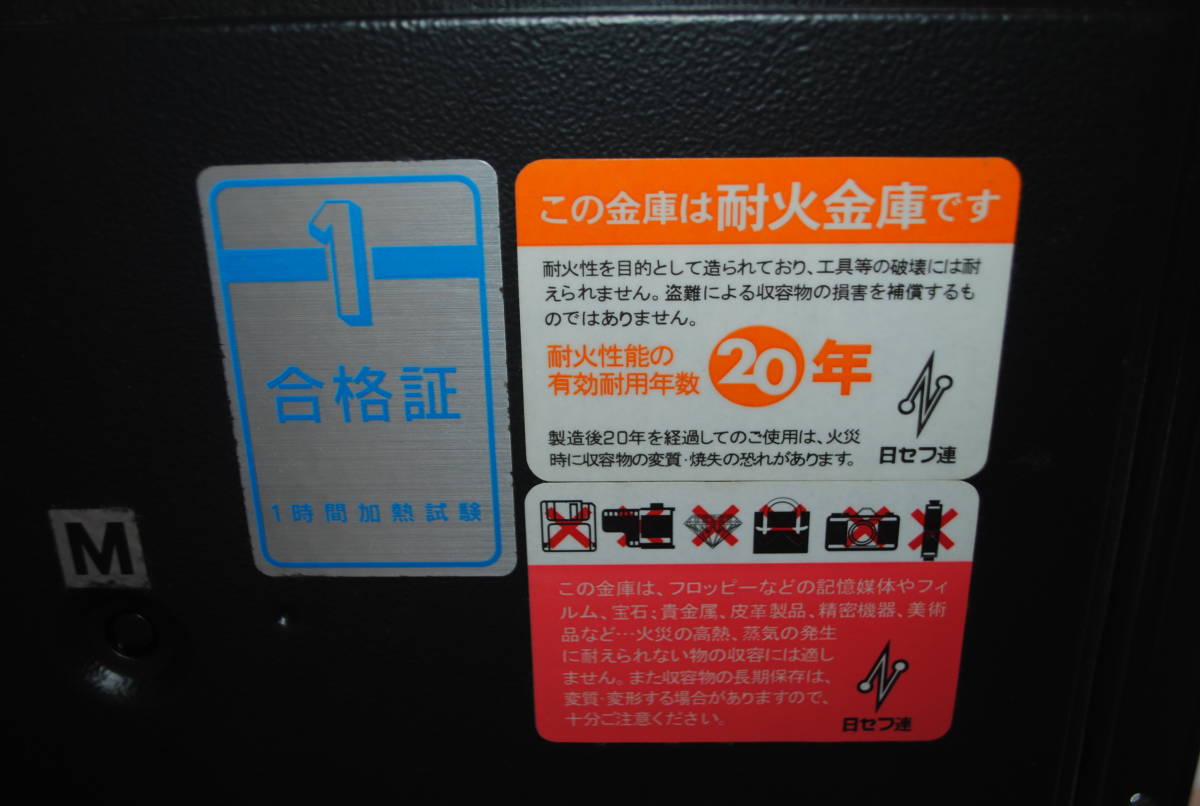 1
合格証
1時間加熱試験
M
この金庫は耐火金庫です
耐火性を目的として造られており、工具等の破壊には耐
えられません。盗難による収容物の損害を補償するも
のではありません。
耐火性能の
有効耐用年数
20年
製造後20年を経過してのご使用は、火災
時に収容物の変質・焼失の恐れがあります。
日セフ連
この金庫は、フロッピーなどの記憶媒体やフィ
ルム、宝石;貴金属、皮革製品、精密機器、美術
品など…火災の高熱、蒸気の発生
に耐えられない物の収容には適し
ません。また収容物の長期保存は、
変質・変形する場合がありますので、
十分ご注意ください。
日セフ連